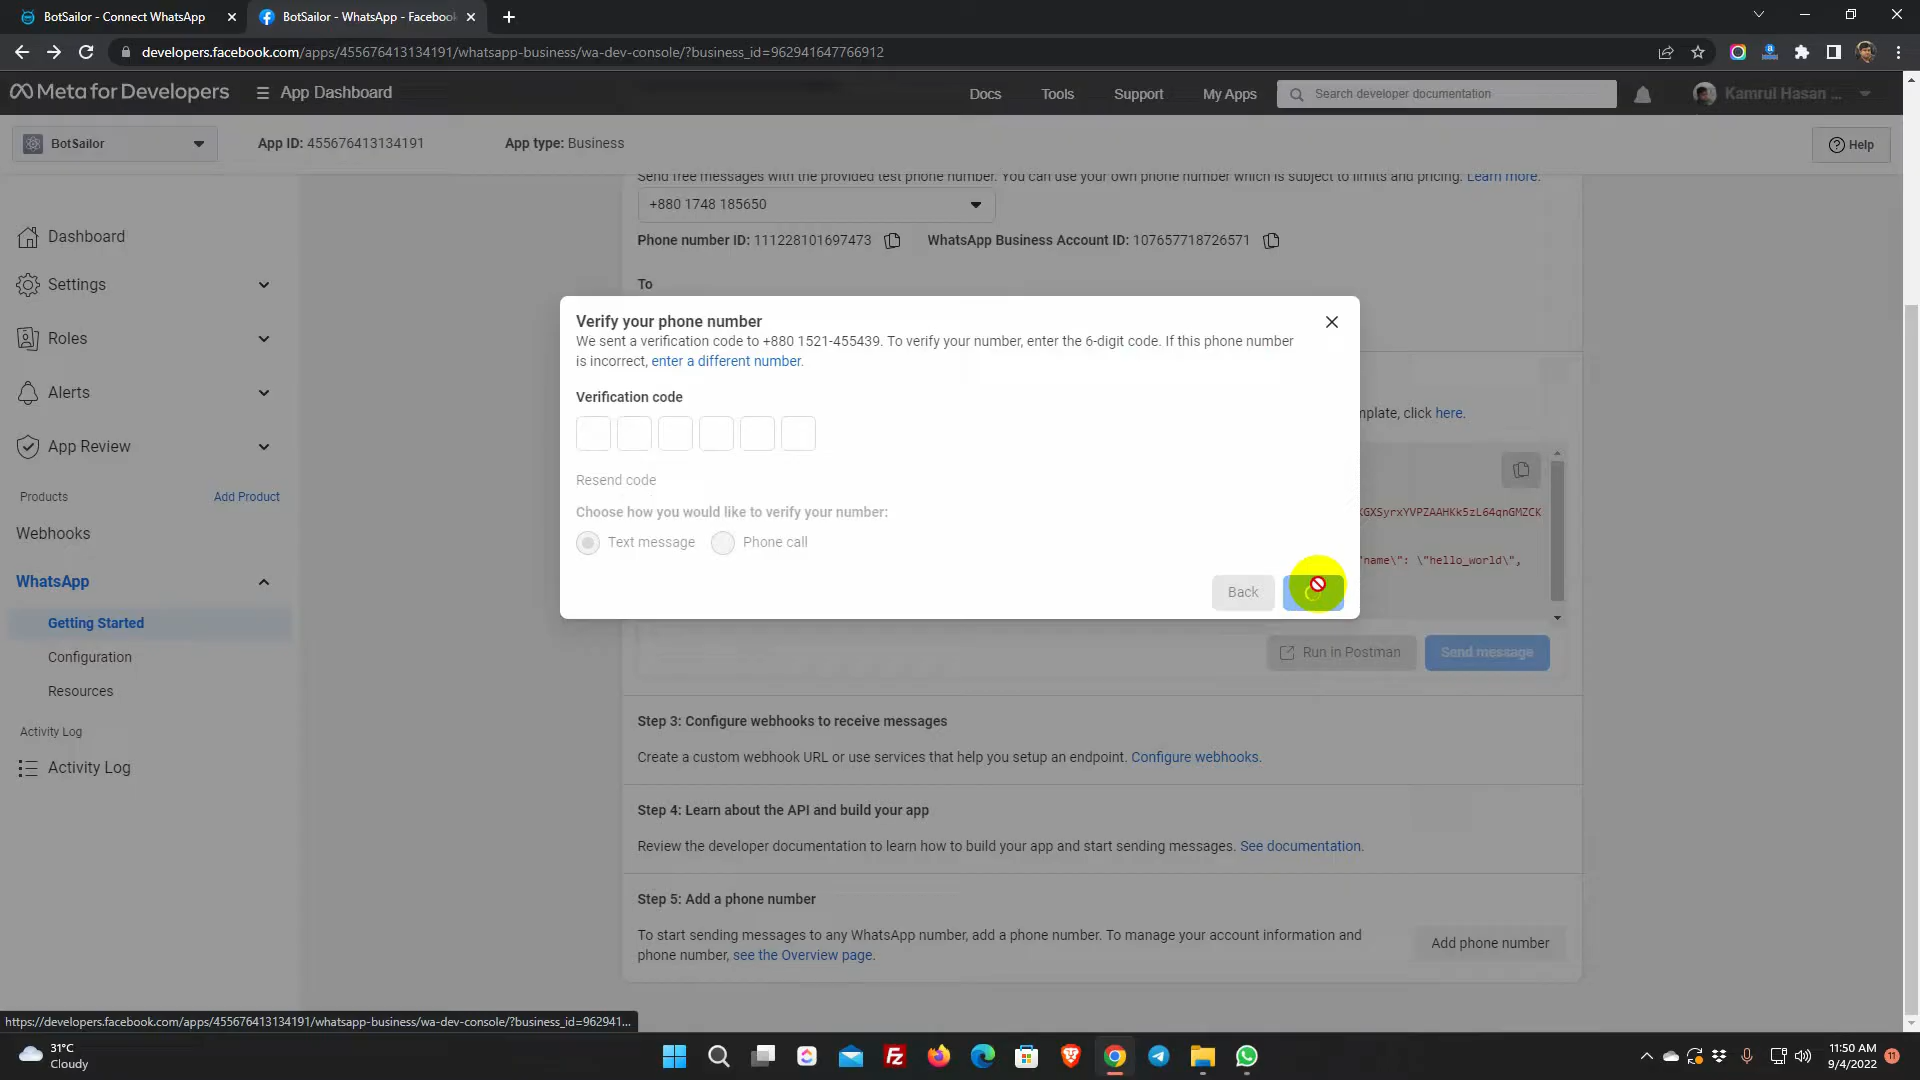 BotSailor - Connect WhatsApp
BotSailor - WhatsApp - Facebook
developers.facebook.com/apps/455676413134191/whatsapp-business/wa-dev-console/?business_id=962941647766912
Meta for Developers
App Dashboard
Docs
Tools
Support
My Apps
Search developer documentation
Kamrul Hasan ...
BotSailor
App ID: 455676413134191
App type: Business
Help
Send free messages with the provided test phone number. You can use your own phone number which is subject to limits and pricing. Learn more.
+880 1748 185650
Phone number ID: 111228101697473
WhatsApp Business Account ID: 107657718726571
To
Dashboard
Settings
Roles
Alerts
App Review
Products
Add Product
Webhooks
WhatsApp
Getting Started
Configuration
Resources
Activity Log
Activity Log
Verify your phone number
We sent a verification code to +880 1521-455439. To verify your number, enter the 6-digit code. If this phone number
is incorrect, enter a different number.
Verification code
Resend code
Choose how you would like to verify your number:
Text message
Phone call
Back
mplate, click here.
GXSyrxYVPZAAHKk5zL64qnGMZCK
"name\": \"hello_world\",
Run in Postman
Send message
Step 3: Configure webhooks to receive messages
Create a custom webhook URL or use services that help you setup an endpoint. Configure webhooks.
Step 4: Learn about the API and build your app
Review the developer documentation to learn how to build your app and start sending messages. See documentation.
Step 5: Add a phone number
To start sending messages to any WhatsApp number, add a phone number. To manage your account information and
phone number, see the Overview page.
Add phone number
https://developers.facebook.com/apps/455676413134191/whatsapp-business/wa-dev-console/?business_id=962941...
31°C
Cloudy
11:50 AM
9/4/2022
11